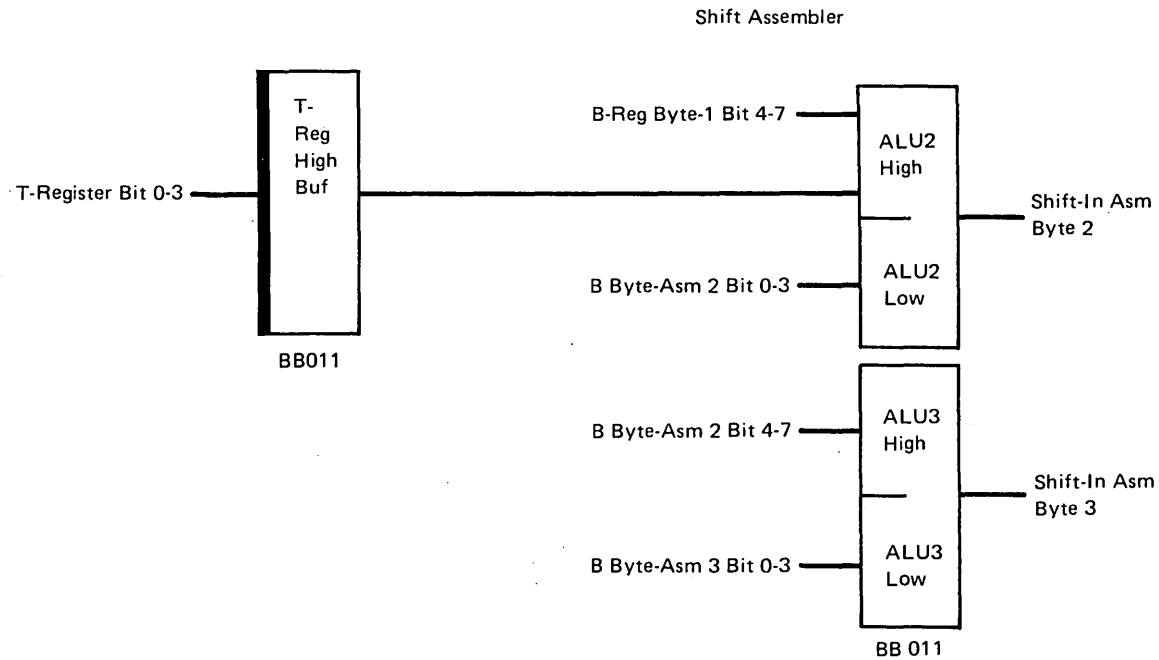 Shift Assembler
T-
Reg
High
Buf
T-Register Bit 0-3
BB011
B-Reg Byte-1 Bit 4-7
ALU2
High
B Byte-Asm 2 Bit 0-3
ALU2
Low
Shift-In Asm
Byte 2
B Byte-Asm 2 Bit 4-7
ALU3
High
B Byte-Asm 3 Bit 0-3
ALU3
Low
Shift-In Asm
Byte 3
BB 011